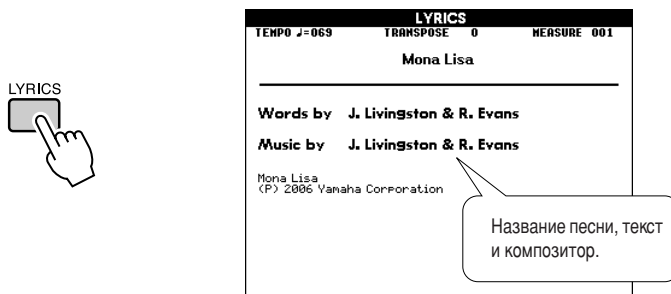 LYRICS
LYRICS
TEMPO ♩=069 TRANSPOSE 0 MEASURE 001
Mona Lisa
Words by J. Livingston & R. Evans
Music by J. Livingston & R. Evans
Mona Lisa
(P) 2006 Yamaha Corporation
Название песни, текст
и композитор.